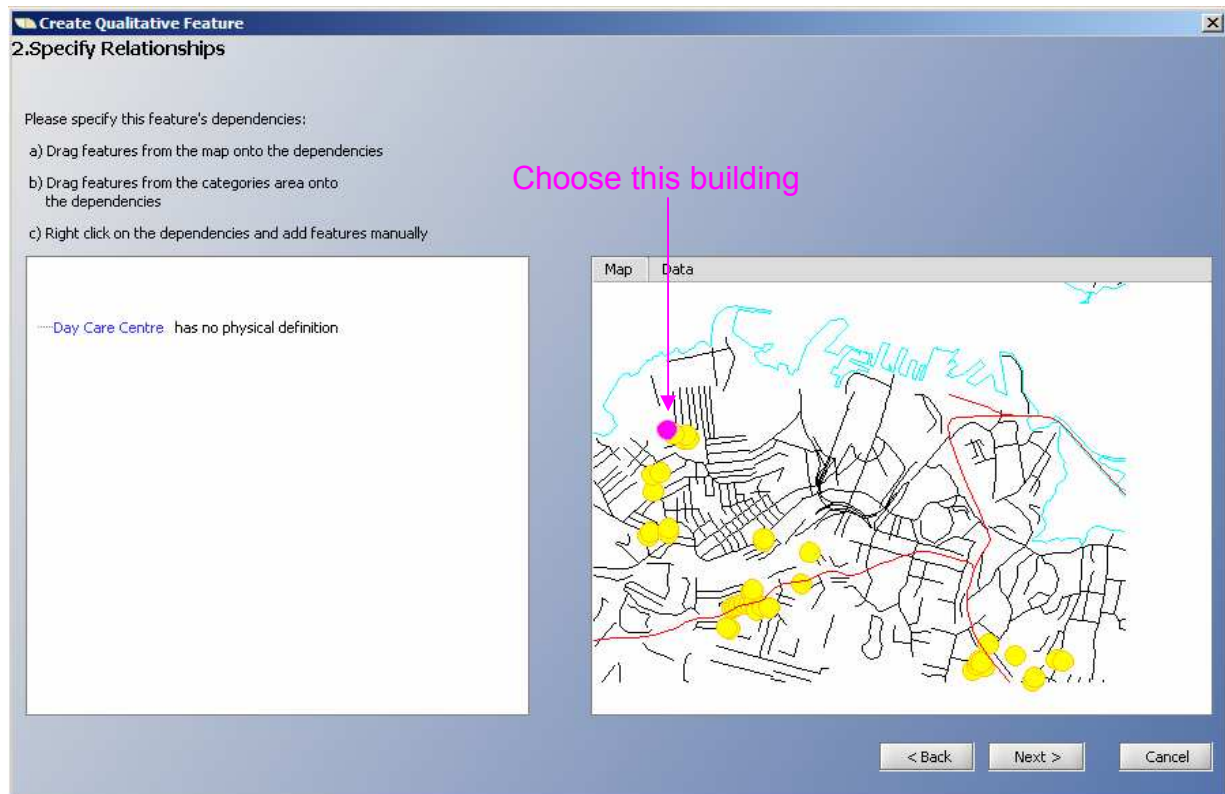 Create Qualitative Feature
2.Specify Relationships
Please specify this feature's dependencies:
a) Drag features from the map onto the dependencies
b) Drag features from the categories area onto
the dependencies
c) Right click on the dependencies and add features manually
Choose this building
Map Data
Day Care Centre has no physical definition
< Back Next > Cancel